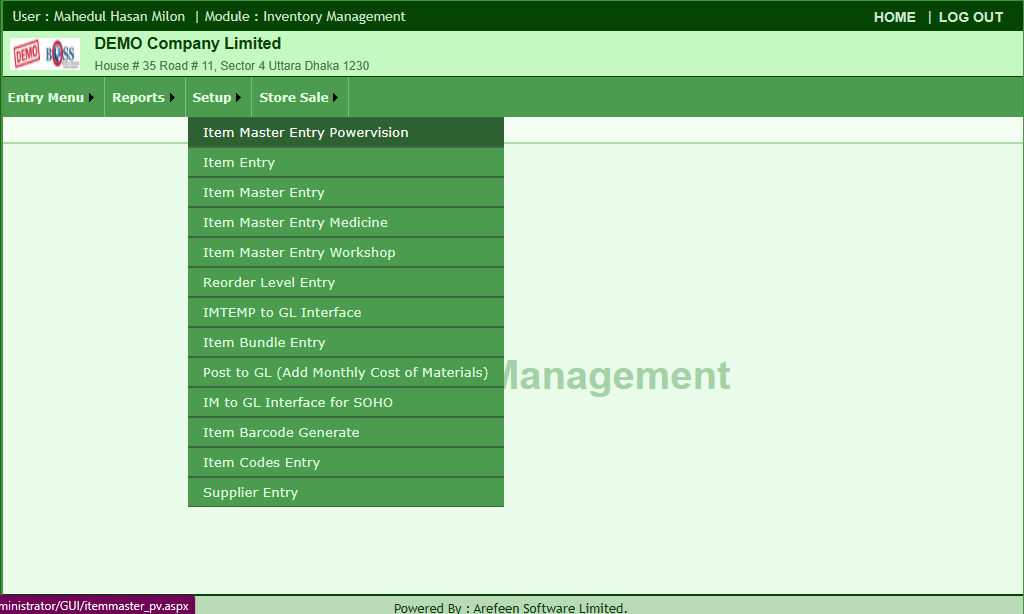 User : Mahedul Hasan Milon | Module : Inventory Management
HOME | LOG OUT
DEMO
BOSS
DEMO Company Limited
House # 35 Road # 11, Sector 4 Uttara Dhaka 1230
Entry Menu
Reports
Setup
Store Sale
Item Master Entry Powervision
Item Entry
Item Master Entry
Item Master Entry Medicine
Item Master Entry Workshop
Reorder Level Entry
IMTEMP to GL Interface
Item Bundle Entry
Post to GL (Add Monthly Cost of Materials)
Management
IM to GL Interface for SOHO
Item Barcode Generate
Item Codes Entry
Supplier Entry
ministrator/GUI/itemmaster_pv.aspx
Powered By : Arefeen Software Limited.